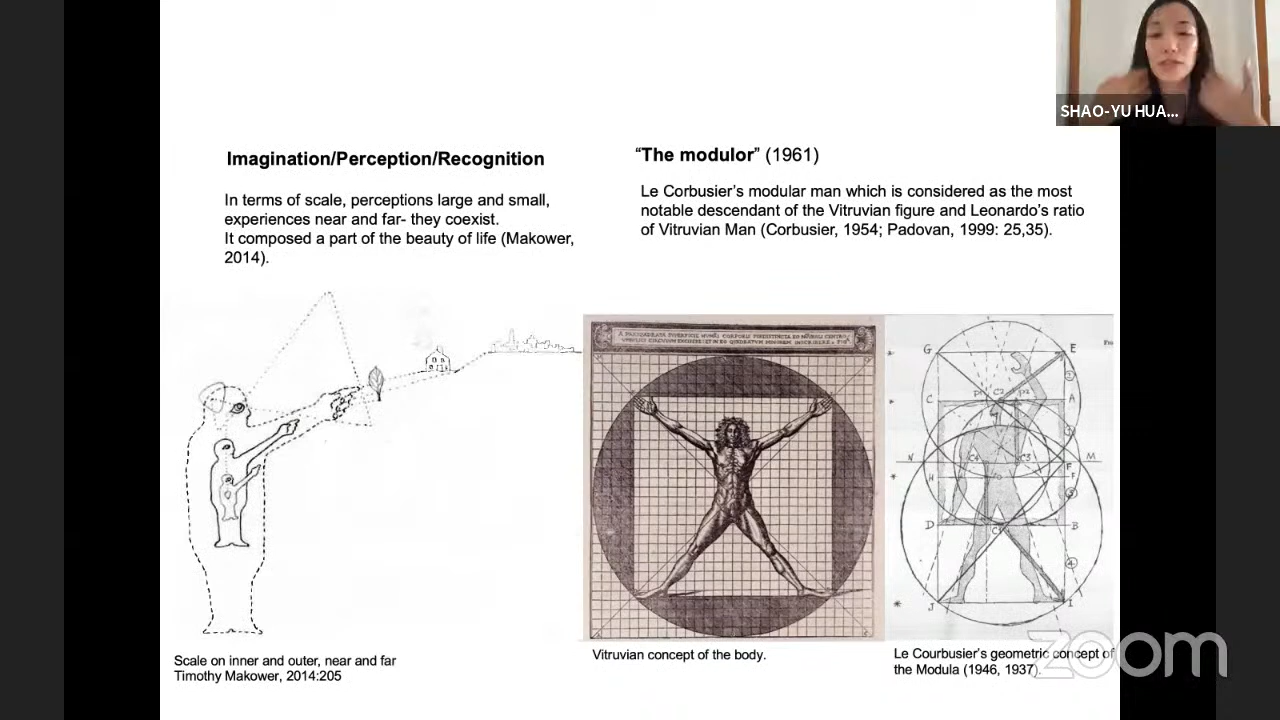 SHAO-YU HUA...
Imagination/Perception/Recognition
In terms of scale, perceptions large and small,
experiences near and far- they coexist.
It composed a part of the beauty of life (Makower,
2014).
“The modulor” (1961)
Le Corbusier’s modular man which is considered as the most
notable descendant of the Vitruvian figure and Leonardo’s ratio
of Vitruvian Man (Corbusier, 1954; Padovan, 1999: 25,35).
G E
C A
N M
H F
D B
J I
Scale on inner and outer, near and far
Timothy Makower, 2014:205
Vitruvian concept of the body.
Le Courbusier’s geometric concept of
the Modula (1946, 1937).
zoom